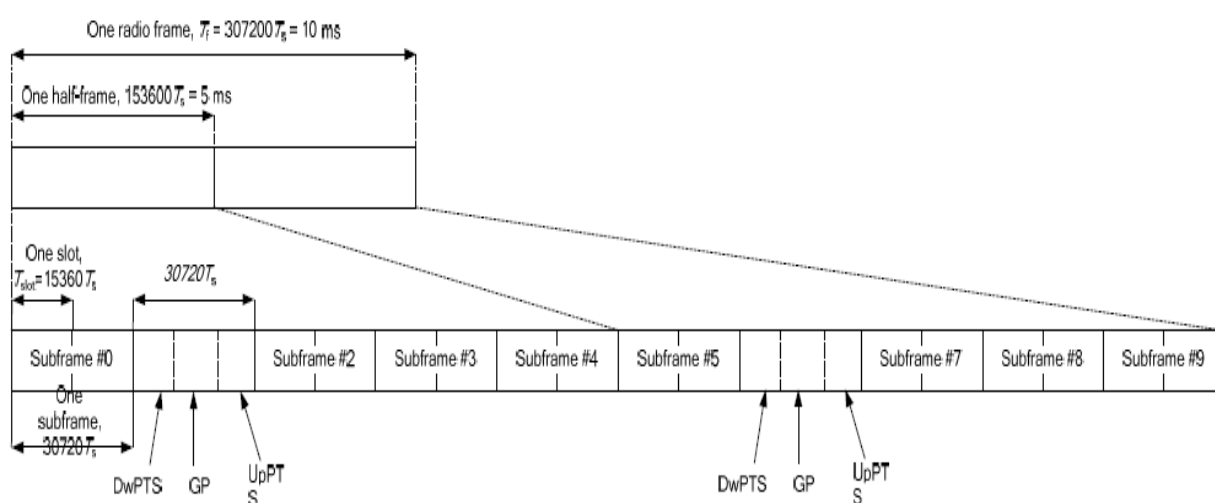 One radio frame, Tf = 307200Ts = 10 ms
One half-frame, 153600Ts = 5 ms
One slot,
Tslot=15360Ts
30720Ts
Subframe #0
Subframe #2
Subframe #3
Subframe #4
Subframe #5
Subframe #7
Subframe #8
Subframe #9
One
subframe,
30720Ts
DwPTS
GP
UpPT
S
DwPTS
GP
UpPT
S